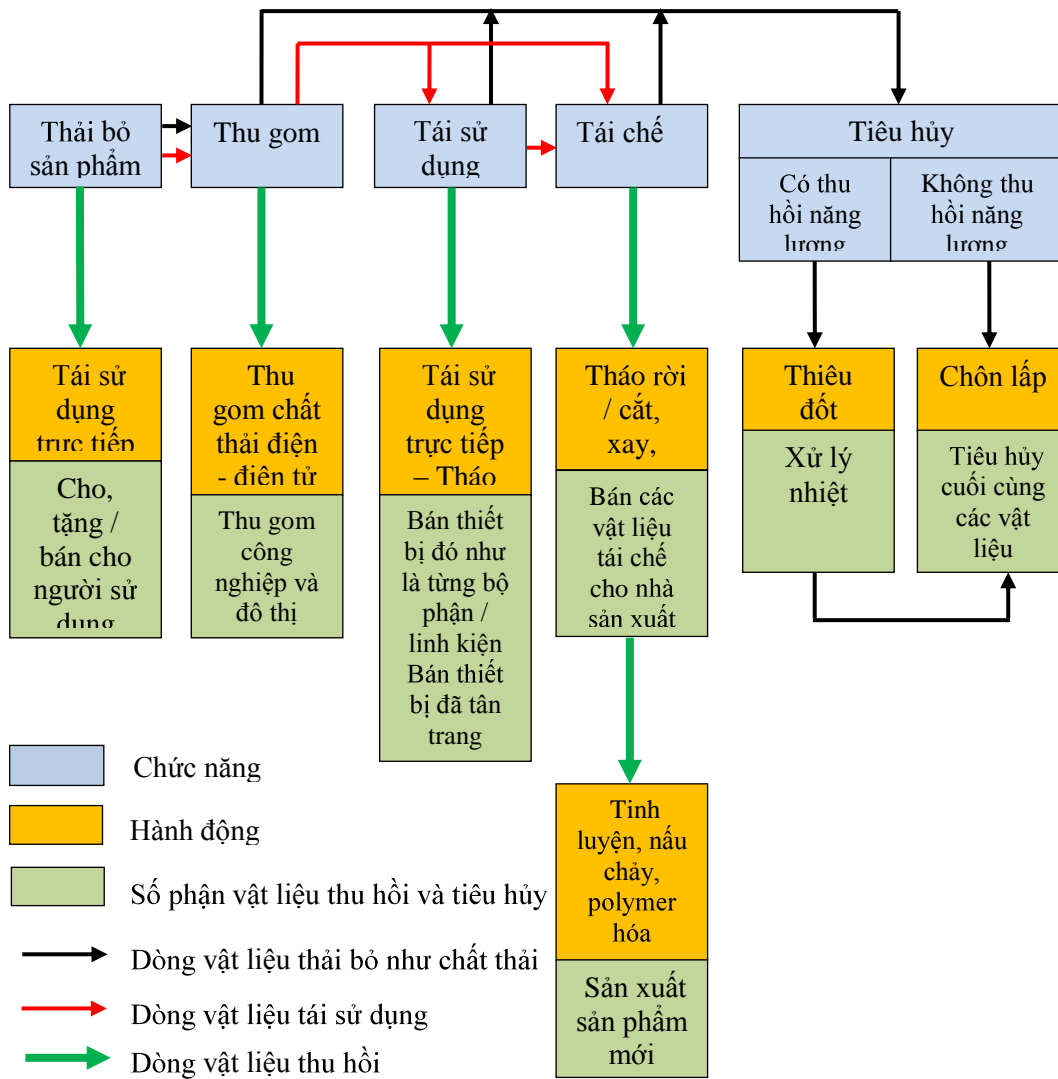 Thải bỏ
sản phẩm
Thu gom
Tái sử
dụng
Tái chế
Tiêu hủy
Có thu
hồi năng
lượng
Không thu
hồi năng
lượng
Tái sử
dụng
trực tiếp
Cho,
tặng /
bán cho
người sử
dụng
Thu
gom chất
thải điện
- điện tử
Thu gom
công
nghiệp và
đô thị
Tái sử
dụng
trực tiếp
– Tháo
Bán thiết
bị đó như
là từng bộ
phận /
linh kiện
Bán thiết
bị đã tân
trang
Tháo rời
/ cắt,
xay,
Bán các
vật liệu
tái chế
cho nhà
sản xuất
Thiêu
đốt
Xử lý
nhiệt
Chôn lấp
Tiêu hủy
cuối cùng
các vật
liệu
Tinh
luyện, nấu
chảy,
polymer
hóa
Sản xuất
sản phẩm
mới
Chức năng
Hành động
Số phận vật liệu thu hồi và tiêu hủy
Dòng vật liệu thải bỏ như chất thải
Dòng vật liệu tái sử dụng
Dòng vật liệu thu hồi